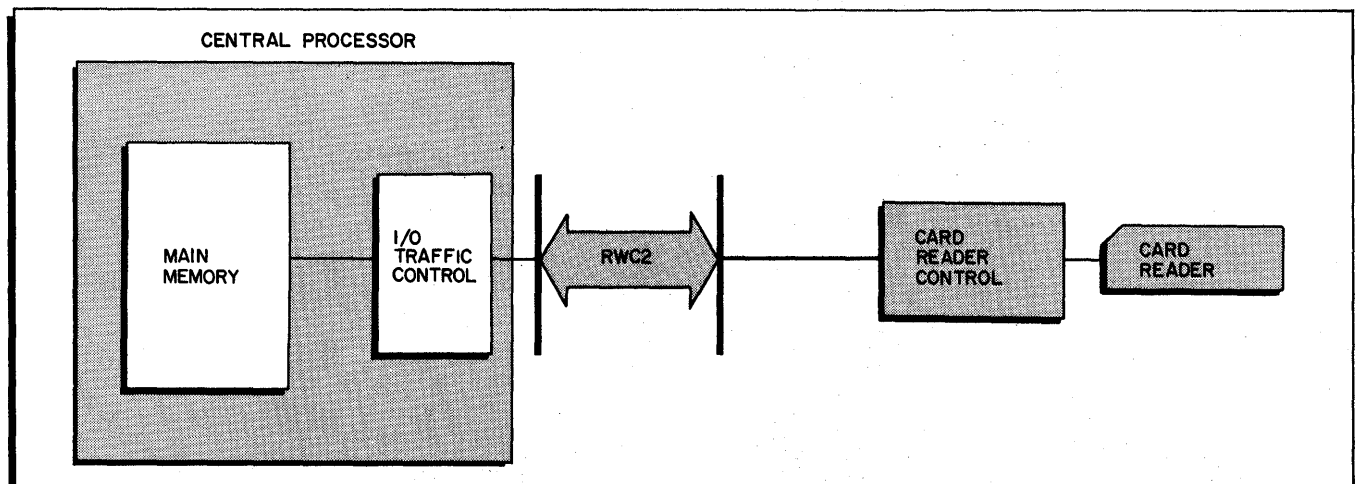 CENTRAL PROCESSOR
MAIN
MEMORY
I/O
TRAFFIC
CONTROL
RWC2
CARD
READER
CONTROL
CARD
READER